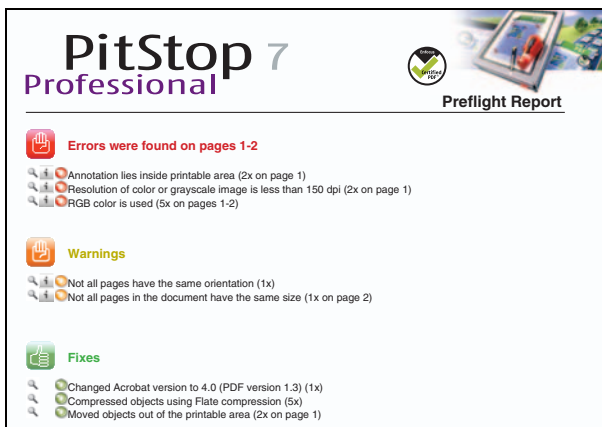 PitStop 7
Professional
Enfocus
Certified
PDF
Preflight Report
Errors were found on pages 1-2
Annotation lies inside printable area (2x on page 1)
Resolution of color or grayscale image is less than 150 dpi (2x on page 1)
RGB color is used (5x on pages 1-2)
Warnings
Not all pages have the same orientation (1x)
Not all pages in the document have the same size (1x on page 2)
Fixes
Changed Acrobat version to 4.0 (PDF version 1.3) (1x)
Compressed objects using Flate compression (5x)
Moved objects out of the printable area (2x on page 1)